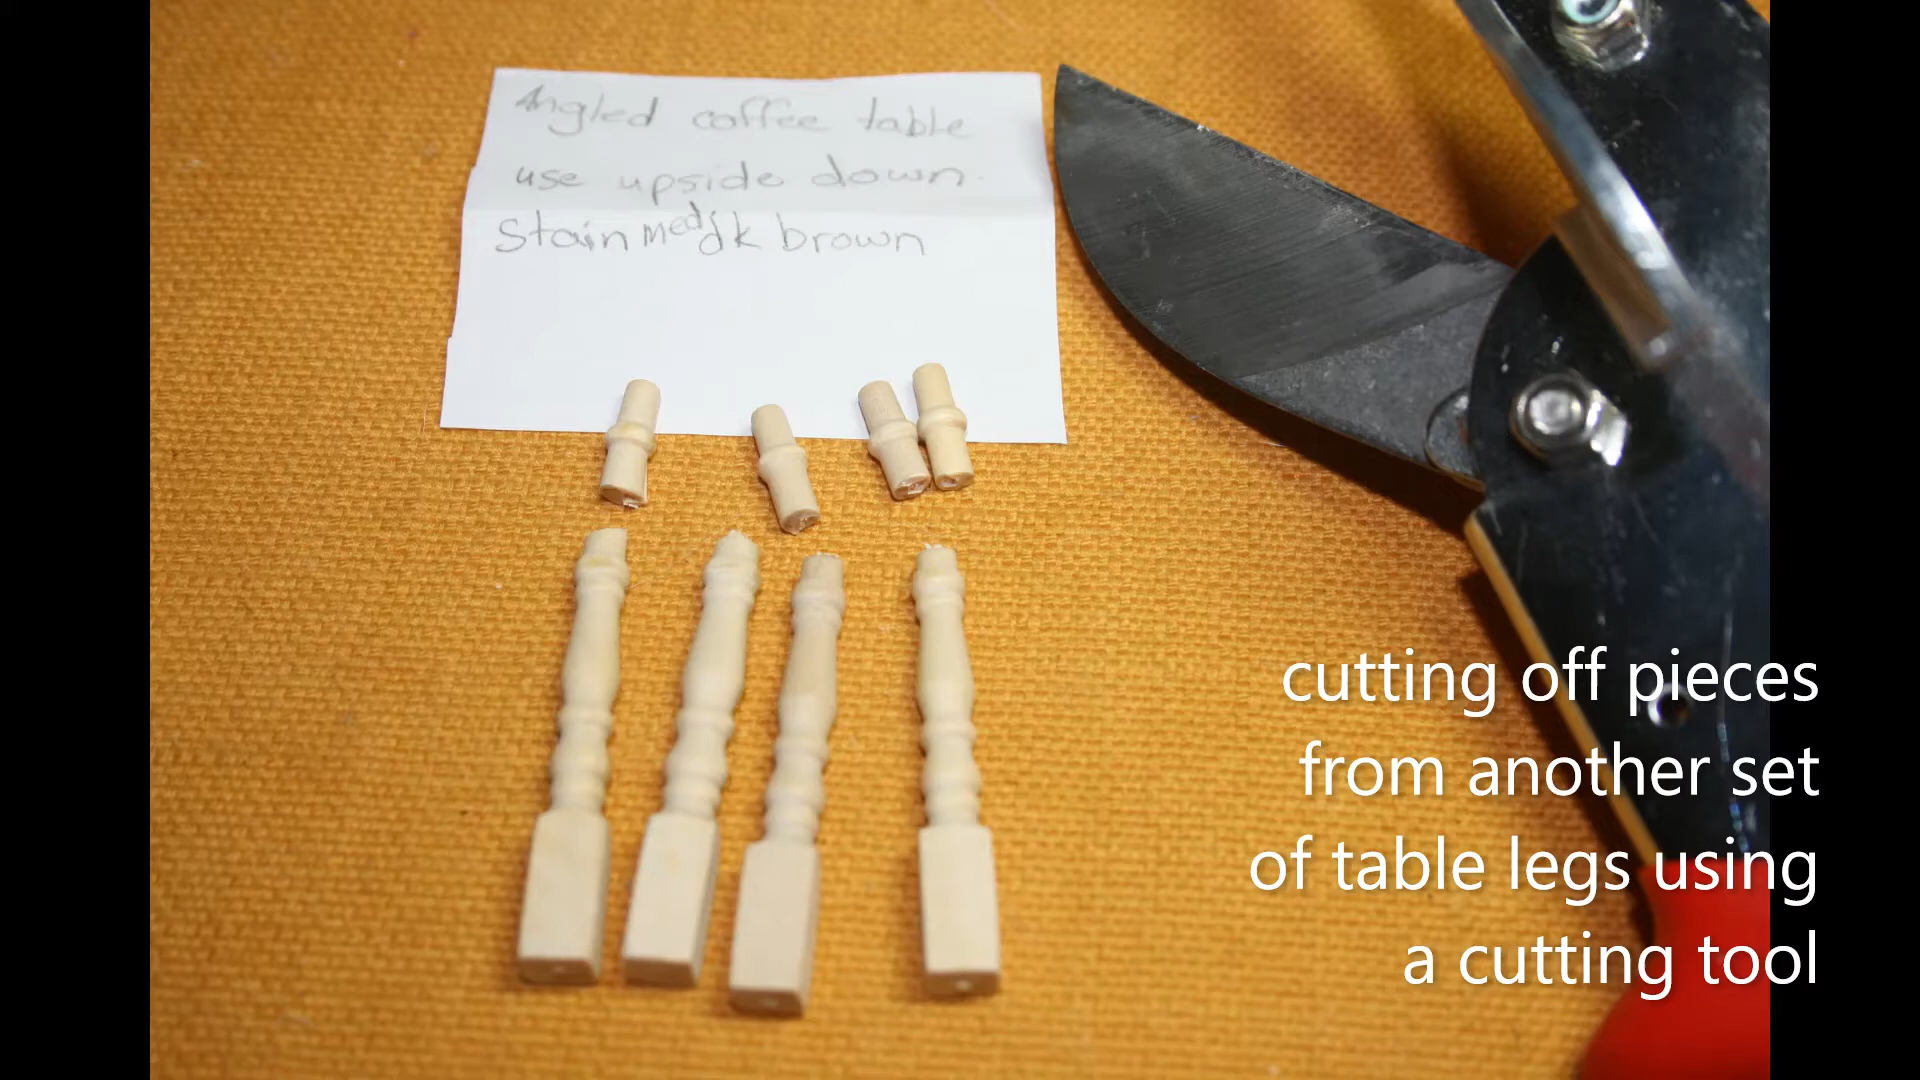 Angled coffee table
use upside down.
Stain med dk brown
cutting off pieces
from another set
of table legs using
a cutting tool